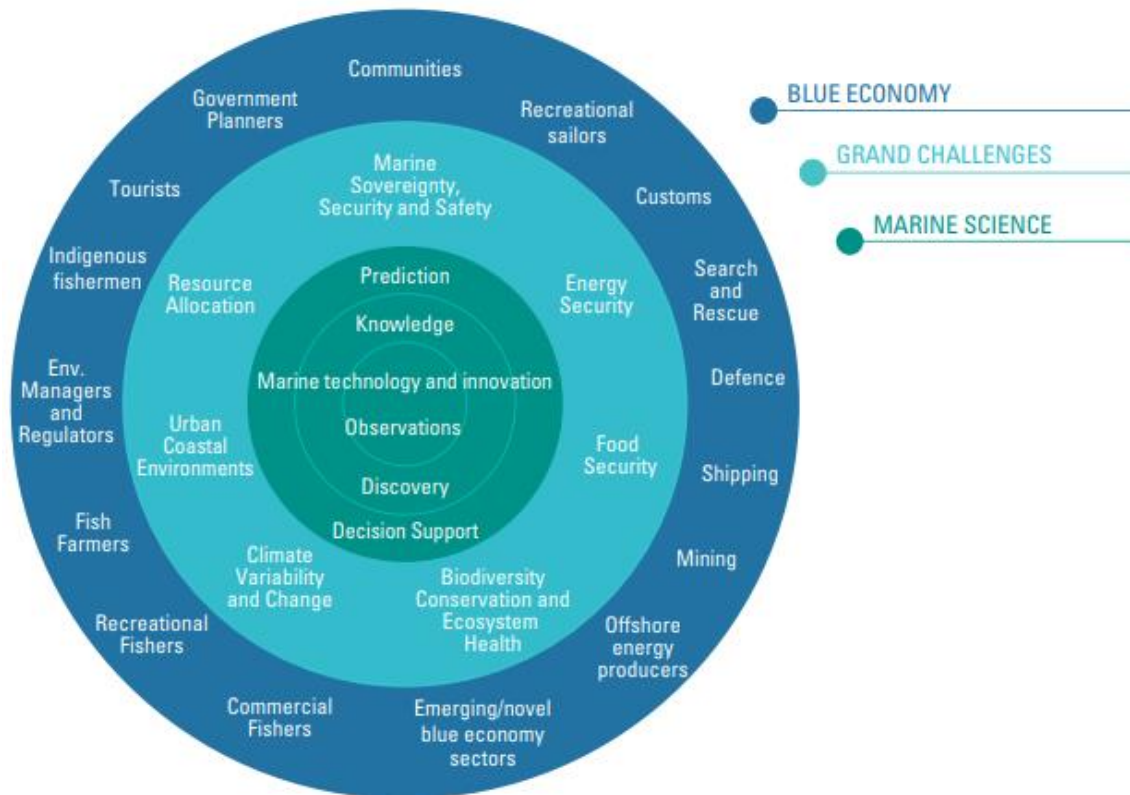 Communities
Government
Planners
Recreational
sailors
BLUE ECONOMY
GRAND CHALLENGES
MARINE SCIENCE
Marine
Sovereignty,
Security and Safety
Tourists
Customs
Indigenous
fishermen
Resource
Allocation
Prediction
Energy
Security
Search
and
Rescue
Knowledge
Env.
Managers
and
Regulators
Marine technology and innovation
Defence
Urban
Coastal
Environments
Observations
Food
Security
Shipping
Discovery
Fish
Farmers
Decision Support
Mining
Climate
Variability
and Change
Biodiversity
Conservation and
Ecosystem
Health
Recreational
Fishers
Offshore
energy
producers
Commercial
Fishers
Emerging/novel
blue economy
sectors